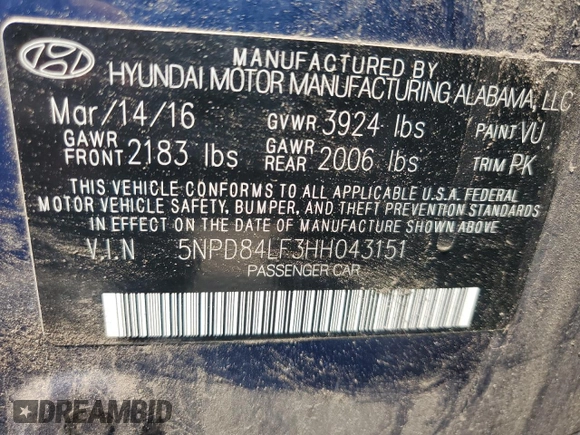 MANUFACTURED BY
HYUNDAI MOTOR MANUFACTURING ALABAMA, LLC
Mar/14/16 GVWR 3924 lbs PAINT VU
GAWR FRONT 2183 lbs GAWR REAR 2006 lbs TRIM PK
THIS VEHICLE CONFORMS TO ALL APPLICABLE U.S.A. FEDERAL
MOTOR VEHICLE SAFETY, BUMPER, AND THEFT PREVENTION STANDARDS
IN EFFECT ON THE DATE OF MANUFACTURE SHOWN ABOVE
V.I.N 5NPD84LF3HH043151
PASSENGER CAR
DREAMBID